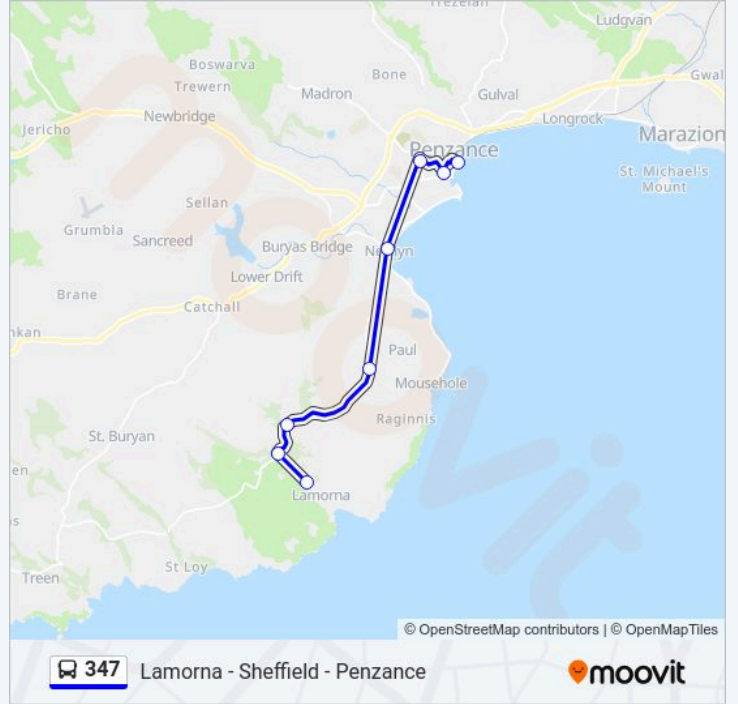 Trezelan
Ludgvan
Boswarva
Trewern
Bone
Gwal
Madron
Gulval
Newbridge
Longrock
Jericho
Penzance
Marazion
St. Michael's
Mount
Sellan
Grumbla
Sancreed
Buryas Bridge
Newlyn
Lower Drift
Brane
Catchall
nkan
Paul
Mousehole
Raginnis
St. Buryan
en
Lamorna
s
St Loy
Treen
© OpenStreetMap contributors | © OpenMapTiles
347 Lamorna - Sheffield - Penzance
moovit